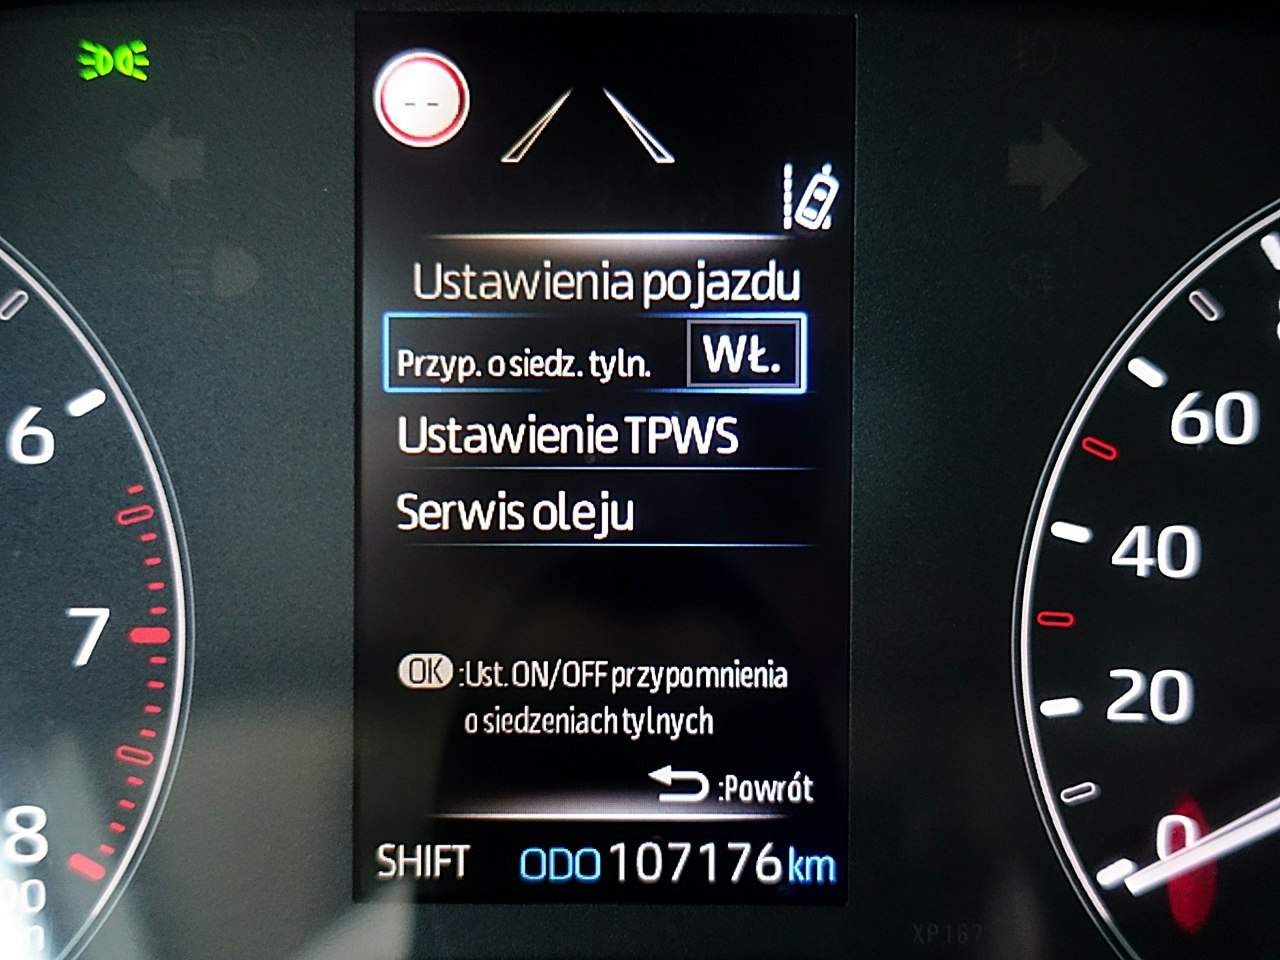 --
Ustawienia pojazdu
Przyp. o siedz. tyln. WŁ.
Ustawienie TPWS
Serwis oleju
OK :Ust. ON/OFF przypomnienia
o siedzeniach tylnych
:Powrót
SHIFT ODO 107176 km
6
7
8
60
40
20
0